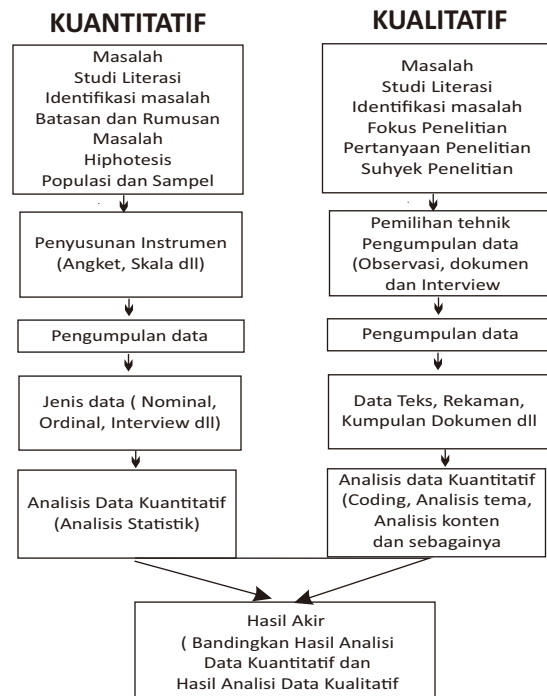 KUANTITATIF
Masalah
Studi Literasi
Identifikasi masalah
Batasan dan Rumusan
Masalah
Hiphotesis
Populasi dan Sampel
Penyusunan Instrumen
(Angket, Skala dll)
Pengumpulan data
Jenis data ( Nominal,
Ordinal, Interview dll)
Analisis Data Kuantitatif
(Analisis Statistik)
KUALITATIF
Masalah
Studi Literasi
Identifikasi masalah
Fokus Penelitian
Pertanyaan Penelitian
Suhyek Penelitian
Pemilihan tehnik
Pengumpulan data
(Observasi, dokumen
dan Interview
Pengumpulan data
Data Teks, Rekaman,
Kumpulan Dokumen dll
Analisis data Kuantitatif
(Coding, Analisis tema,
Analisis konten
dan sebagainya
Hasil Akir
( Bandingkan Hasil Analisi
Data Kuantitatif dan
Hasil Analisi Data Kualitatif